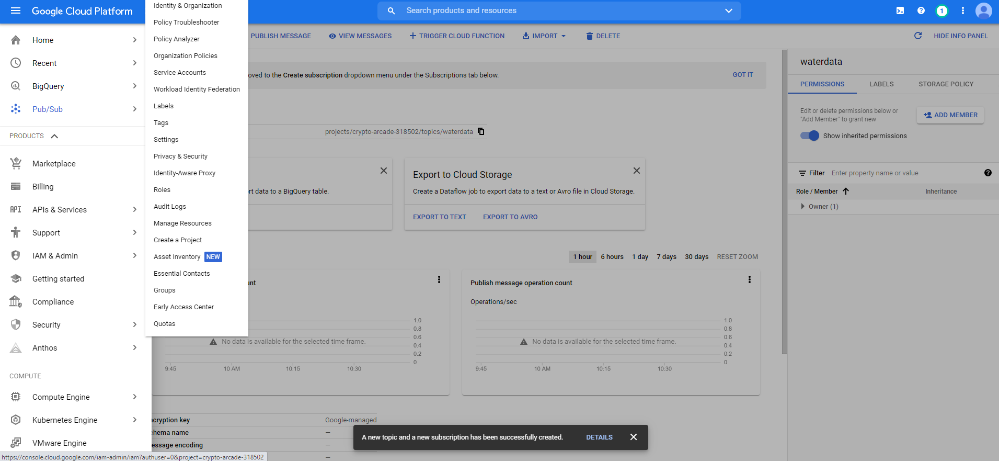 Google Cloud Platform
Search products and resources
1
Home
Recent
BigQuery
Pub/Sub
PRODUCTS
Marketplace
Billing
API
APIs & Services
Support
IAM & Admin
Getting started
Compliance
Security
Anthos
COMPUTE
Compute Engine
Kubernetes Engine
VMware Engine
https://console.cloud.google.com/iam-admin/iam?authuser=0&project=crypto-arcade-318502
Identity & Organization
Policy Troubleshooter
Policy Analyzer
Organization Policies
Service Accounts
Workload Identity Federation
Labels
Tags
Settings
Privacy & Security
Identity-Aware Proxy
Roles
Audit Logs
Manage Resources
Create a Project
Asset Inventory NEW
Essential Contacts
Groups
Early Access Center
Quotas
PUBLISH MESSAGE
VIEW MESSAGES
TRIGGER CLOUD FUNCTION
IMPORT
DELETE
HIDE INFO PANEL
oved to the Create subscription dropdown menu under the Subscriptions tab below.
GOT IT
projects/crypto-arcade-318502/topics/waterdata
rt data to a BigQuery table.
Export to Cloud Storage
Create a Dataflow job to export data to a text or Avro file in Cloud Storage.
EXPORT TO TEXT
EXPORT TO AVRO
1 hour 6 hours 1 day 7 days 30 days RESET ZOOM
unt
No data is available for the selected time frame.
1.0
0.8
0.6
0.4
0.2
0
9:45 10 AM 10:15 10:30
Publish message operation count
Operations/sec
No data is available for the selected time frame.
1.0
0.8
0.6
0.4
0.2
0
9:45 10 AM 10:15 10:30
ncryption key Google-managed
chema name —
essage encoding —
—
A new topic and a new subscription has been successfully created.
DETAILS
waterdata
PERMISSIONS LABELS STORAGE POLICY
Edit or delete permissions below or
"Add Member" to grant new
ADD MEMBER
Show inherited permissions
Filter Enter property name or value
Role / Member Inheritance
Owner (1)